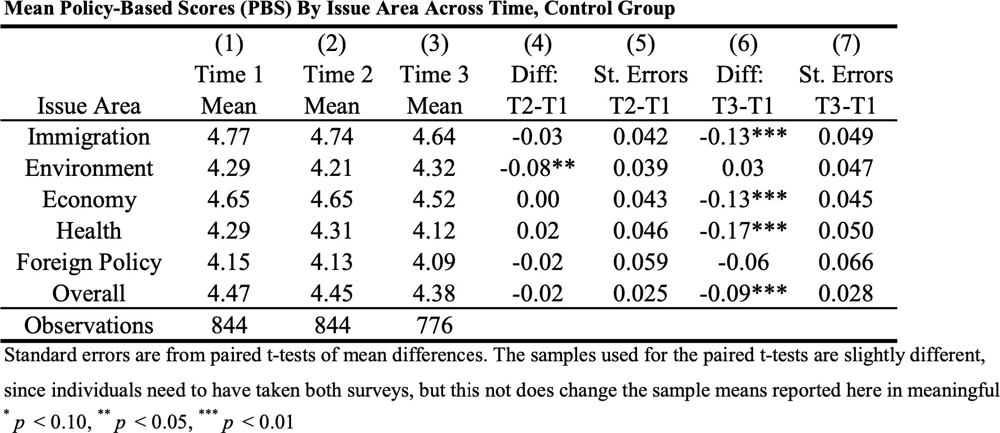 Mean Policy-Based Scores (PBS) By Issue Area Across Time, Control Group
(1) (2) (3) (4) (5) (6) (7)
Time 1 Time 2 Time 3 Diff: St. Errors Diff: St. Errors
Issue Area Mean Mean Mean T2-T1 T2-T1 T3-T1 T3-T1
Immigration 4.77 4.74 4.64 -0.03 0.042 -0.13*** 0.049
Environment 4.29 4.21 4.32 -0.08** 0.039 0.03 0.047
Economy 4.65 4.65 4.52 0.00 0.043 -0.13*** 0.045
Health 4.29 4.31 4.12 0.02 0.046 -0.17*** 0.050
Foreign Policy 4.15 4.13 4.09 -0.02 0.059 -0.06 0.066
Overall 4.47 4.45 4.38 -0.02 0.025 -0.09*** 0.028
Observations 844 844 776
Standard errors are from paired t-tests of mean differences. The samples used for the paired t-tests are slightly different,
since individuals need to have taken both surveys, but this not does change the sample means reported here in meaningful
* p < 0.10, ** p < 0.05, *** p < 0.01